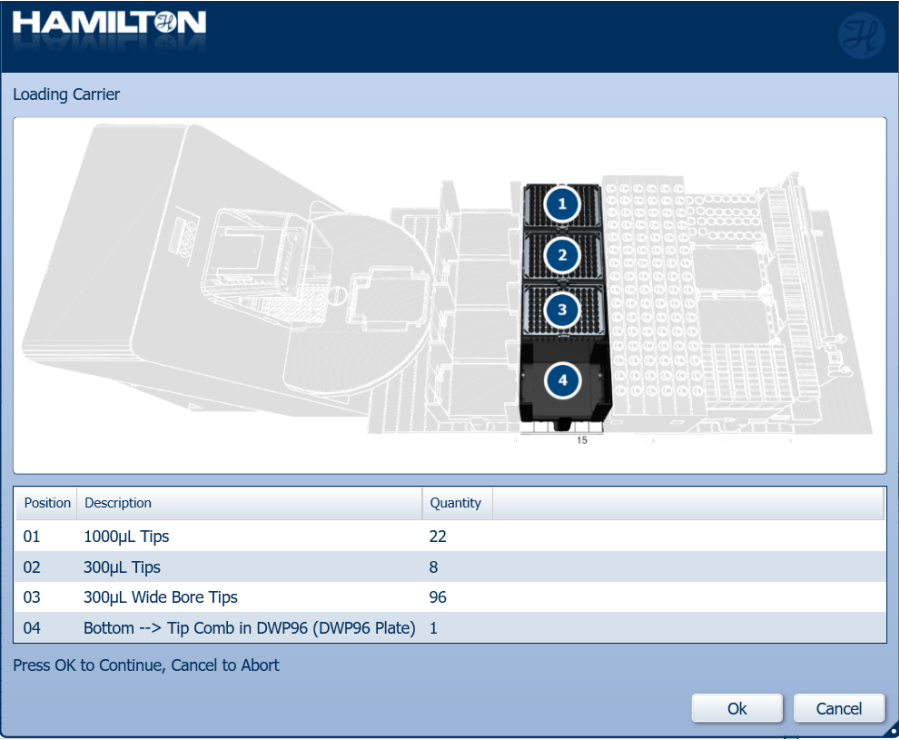 HAMILTON
Loading Carrier
1
2
3
4
15
Position Description Quantity
01 1000µL Tips 22
02 300µL Tips 8
03 300µL Wide Bore Tips 96
04 Bottom --> Tip Comb in DWP96 (DWP96 Plate) 1
Press OK to Continue, Cancel to Abort
Ok Cancel